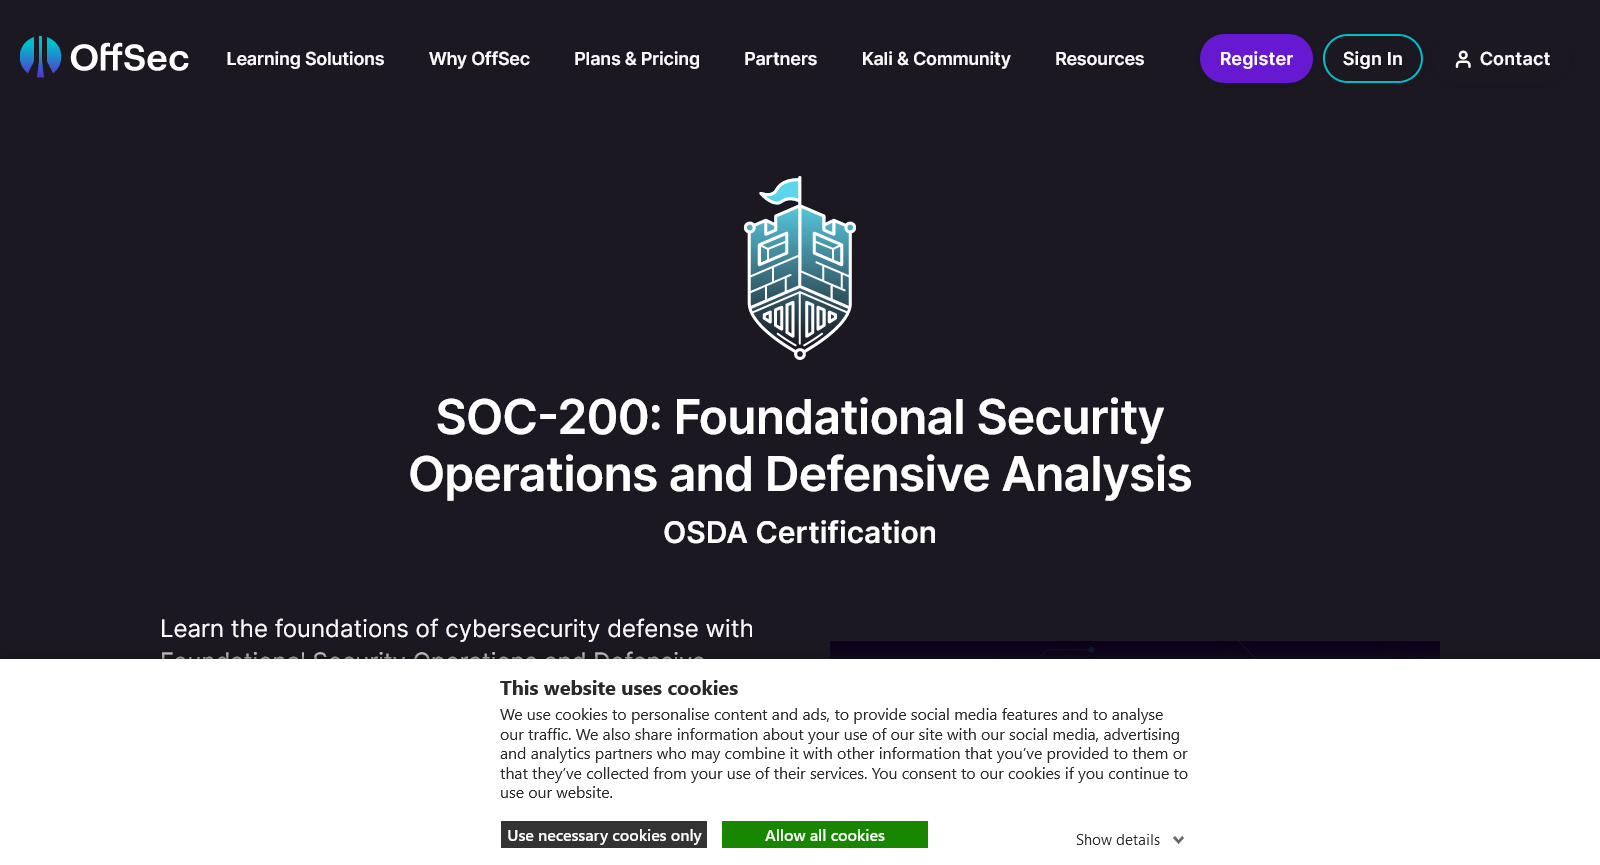 OffSec
Learning Solutions
Why OffSec
Plans & Pricing
Partners
Kali & Community
Resources
Register
Sign In
Contact
SOC-200: Foundational Security
Operations and Defensive Analysis
OSDA Certification
Learn the foundations of cybersecurity defense with
Foundational Security Operations and Defensive
This website uses cookies
We use cookies to personalise content and ads, to provide social media features and to analyse
our traffic. We also share information about your use of our site with our social media, advertising
and analytics partners who may combine it with other information that you’ve provided to them or
that they’ve collected from your use of their services. You consent to our cookies if you continue to
use our website.
Use necessary cookies only
Allow all cookies
Show details